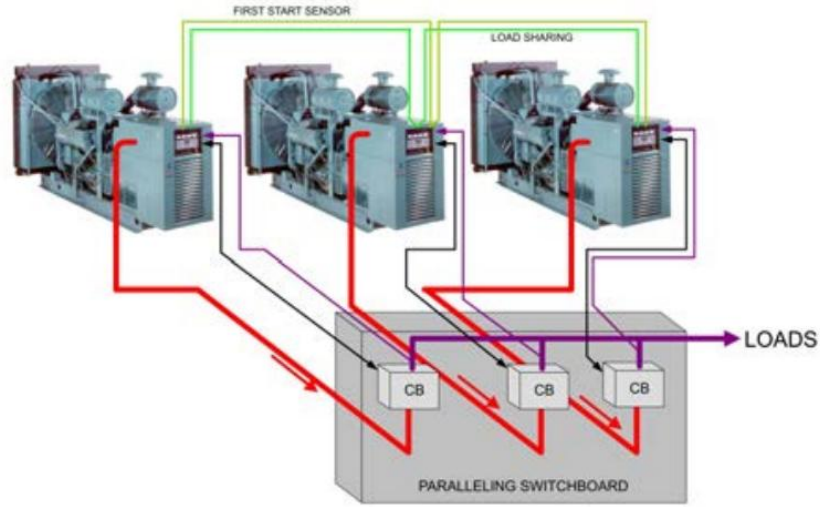 FIRST START SENSOR
LOAD SHARING
LOADS
CB
CB
CB
PARALLELING SWITCHBOARD